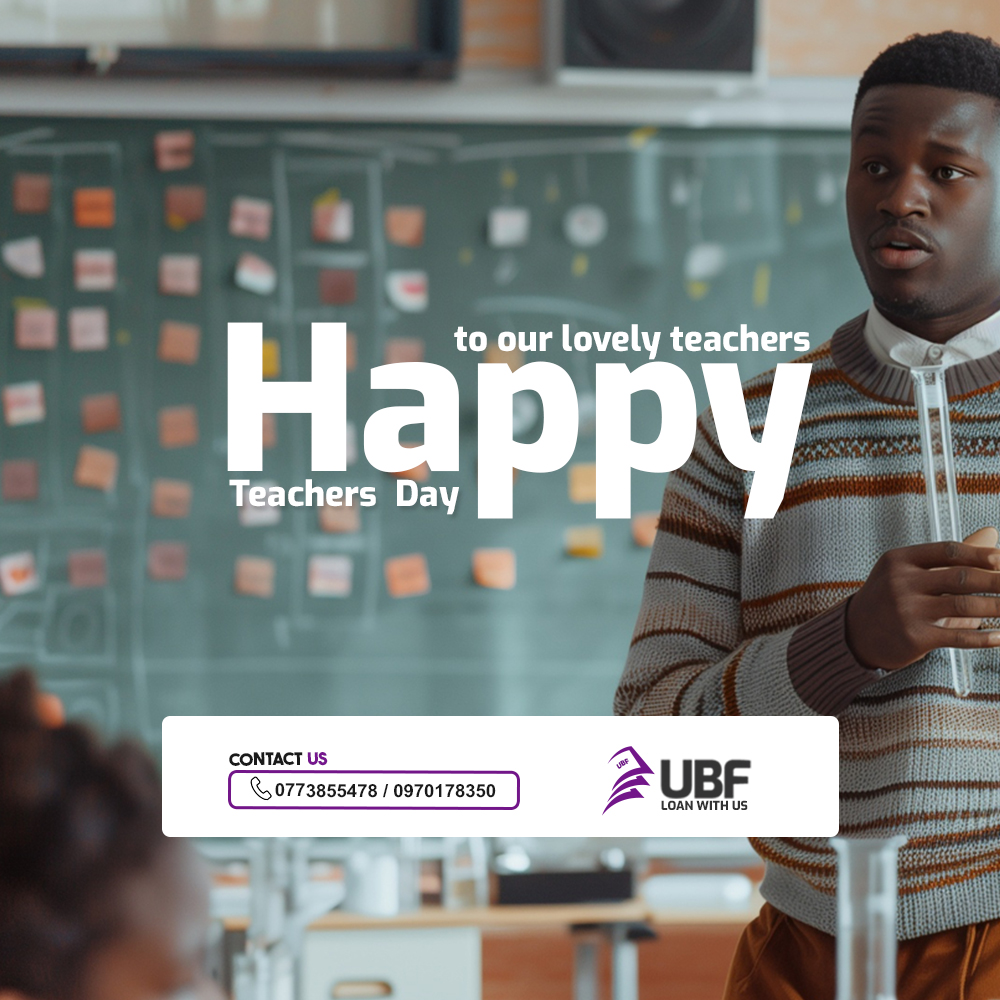 to our lovely teachers
Happy
Teachers Day
CONTACT US
0773855478 / 0970178350
UBF
UBF
LOAN WITH US